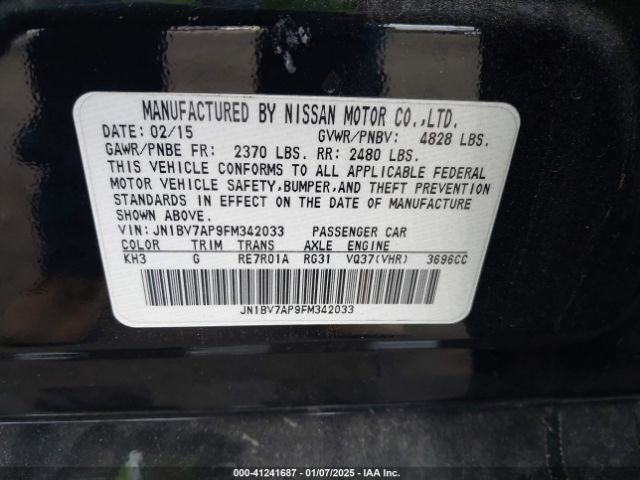 MANUFACTURED BY NISSAN MOTOR CO.,LTD.
DATE: 02/15 GVWR/PNBV: 4828 LBS.
GAWR/PNBE FR: 2370 LBS. RR: 2480 LBS.
THIS VEHICLE CONFORMS TO ALL APPLICABLE FEDERAL
MOTOR VEHICLE SAFETY,BUMPER,AND THEFT PREVENTION
STANDARDS IN EFFECT ON THE DATE OF MANUFACTURE
SHOWN ABOVE.
VIN: JN1BV7AP9FM342033 PASSENGER CAR
COLOR TRIM TRANS AXLE ENGINE
KH3 G RE7R01A RG31 VQ37(VHR) 3696CC
JN1BV7AP9FM342033
000-41241687 - 01/07/2025 - IAA Inc.